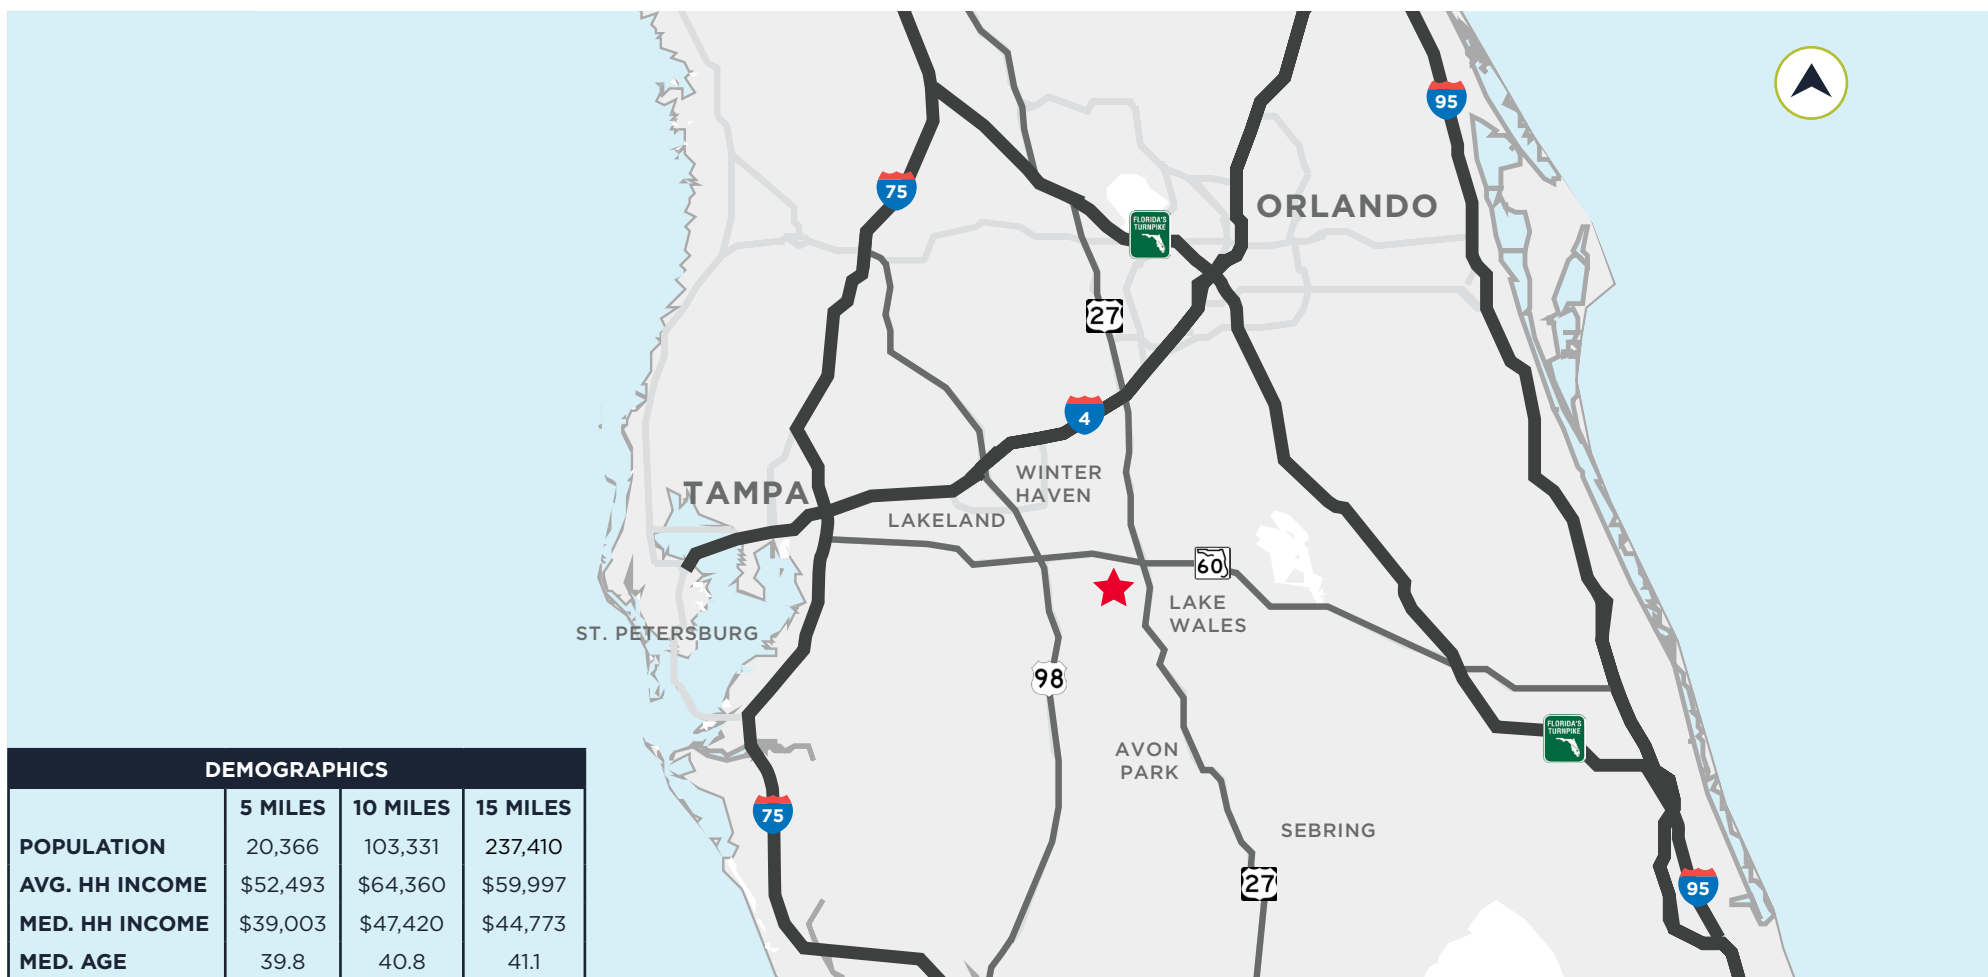 95
75
ORLANDO
FLORIDA'S
TURNPIKE
27
4
WINTER
HAVEN
TAMPA
LAKELAND
60
LAKE
WALES
ST. PETERSBURG
98
FLORIDA'S
TURNPIKE
AVON
PARK
75
SEBRING
27
95
DEMOGRAPHICS
5 MILES 10 MILES 15 MILES
POPULATION 20,366 103,331 237,410
AVG. HH INCOME $52,493 $64,360 $59,997
MED. HH INCOME $39,003 $47,420 $44,773
MED. AGE 39.8 40.8 41.1